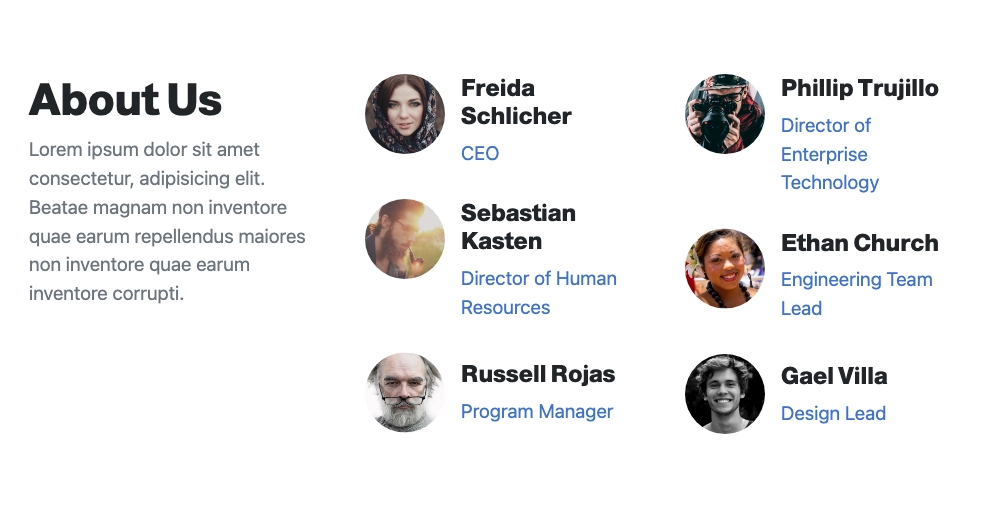 About Us
Lorem ipsum dolor sit amet
consectetur, adipisicing elit.
Beatae magnam non inventore
quae earum repellendus maiores
non inventore quae earum
inventore corrupti.
Freida
Schlicher
CEO
Sebastian
Kasten
Director of Human
Resources
Russell Rojas
Program Manager
Phillip Trujillo
Director of
Enterprise
Technology
Ethan Church
Engineering Team
Lead
Gael Villa
Design Lead